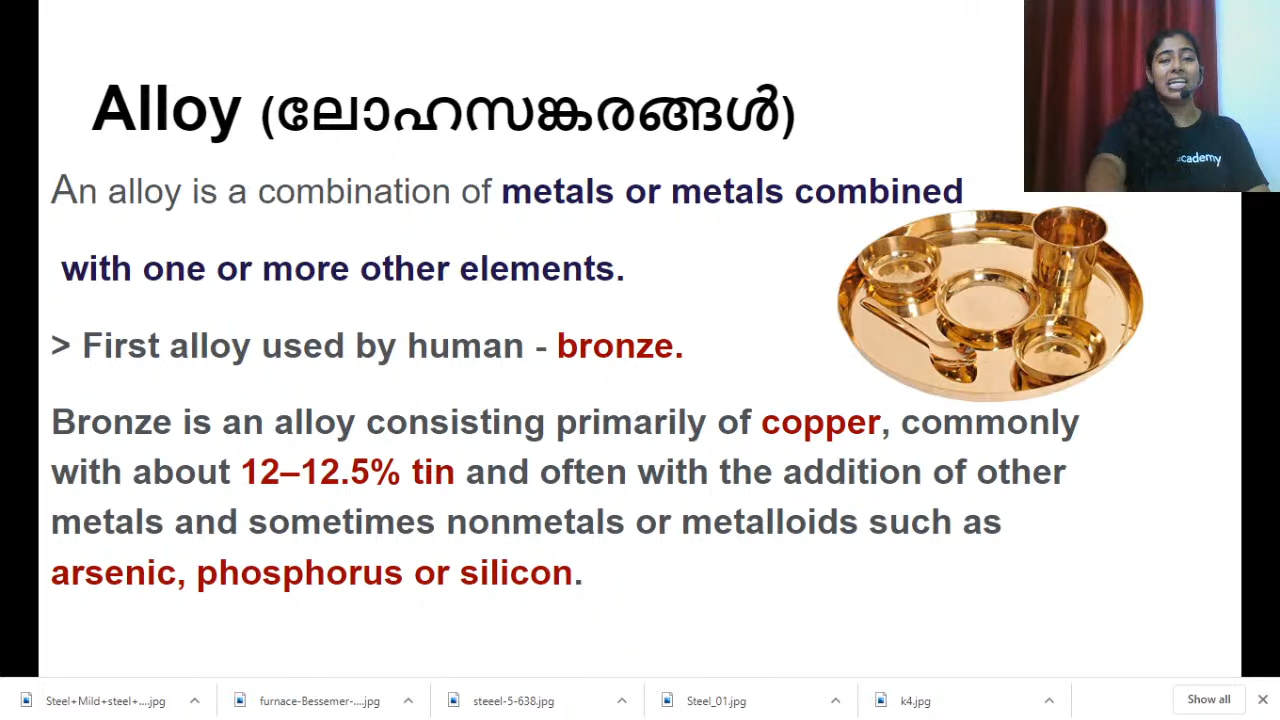 Alloy (ലോഹസങ്കരങ്ങൾ)
An alloy is a combination of metals or metals combined
with one or more other elements.
> First alloy used by human - bronze.
Bronze is an alloy consisting primarily of copper, commonly
with about 12–12.5% tin and often with the addition of other
metals and sometimes nonmetals or metalloids such as
arsenic, phosphorus or silicon.
academy
Steel+Mild+steel+....jpg
furnace-Bessemer-....jpg
steeel-5-638.jpg
Steel_01.jpg
k4.jpg
Show all